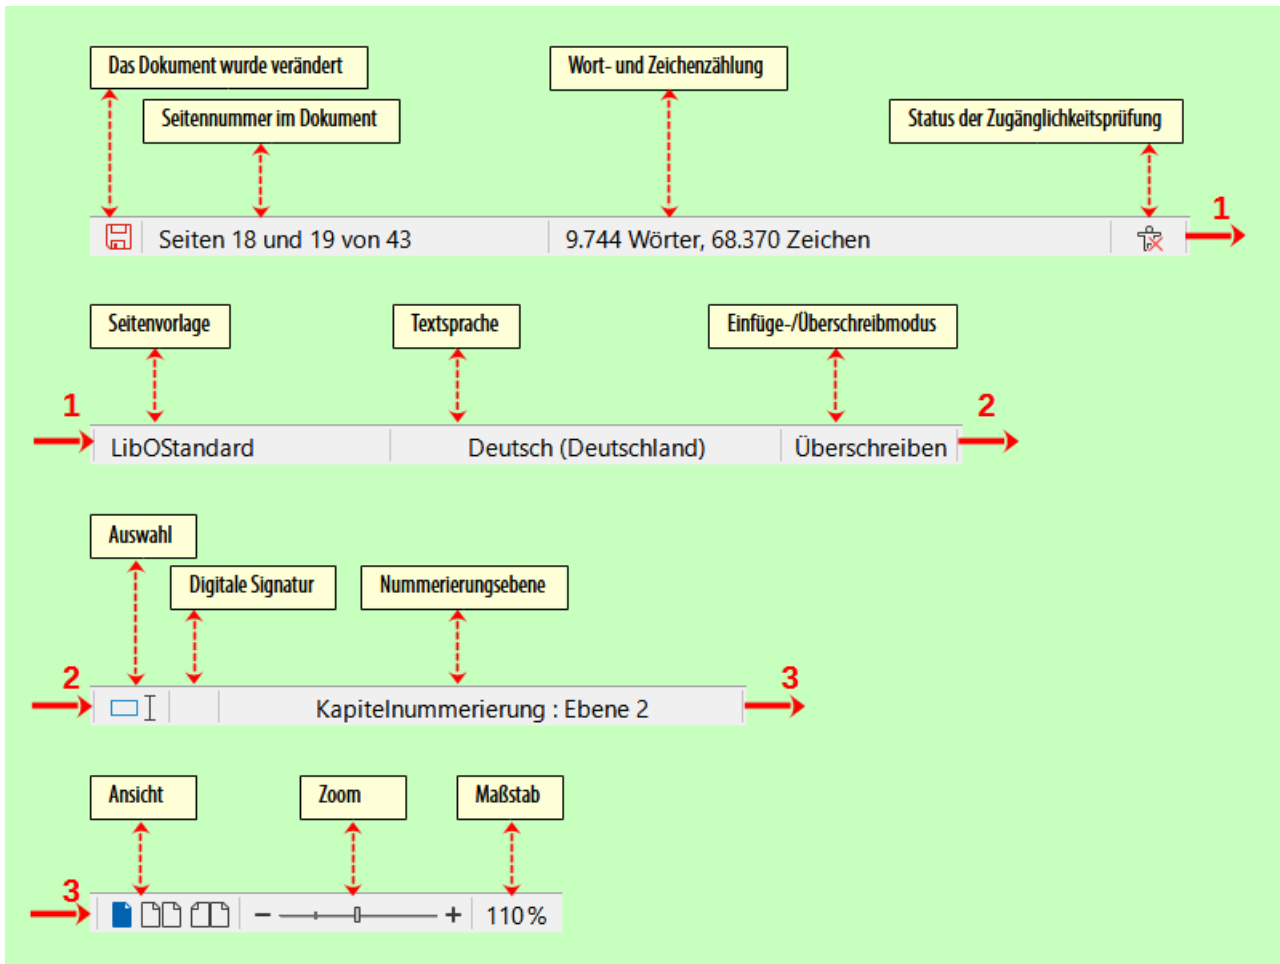 Das Dokument wurde verändert
Wort- und Zeichenzählung
Seitennummer im Dokument
Status der Zugänglichkeitsprüfung
Seiten 18 und 19 von 43
9.744 Wörter, 68.370 Zeichen
1
Seitenvorlage
Textsprache
Einfüge-/Überschreibmodus
1
LibOStandard
Deutsch (Deutschland)
Überschreiben
2
Auswahl
Digitale Signatur
Nummerierungsebene
2
Kapitelnummerierung : Ebene 2
3
Ansicht
Zoom
Maßstab
3
110 %